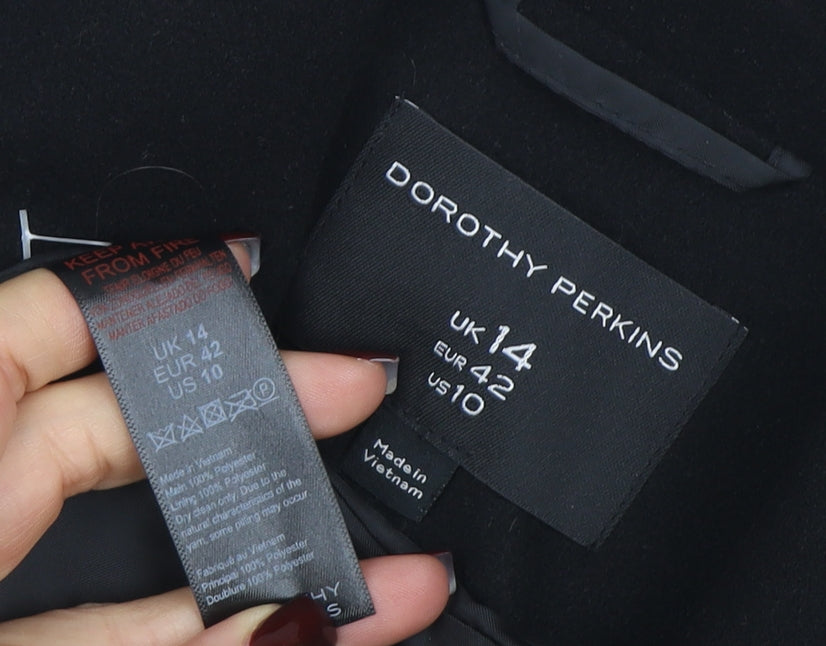 KEEP
FROM FIRE
UK 14
EUR 42
US 10
P
Made in Vietnam
Main 100% Polyester
Lining 100% Polyester
Dry clean only. Due to the
natural characteristics of the
yarn, some pilling may occur.
Fabriqué au Vietnam
Principal 100% Polyester
Doublure 100% Polyester
HY
S
DOROTHY PERKINS
UK 14
EUR 42
US 10
Made in
Vietnam